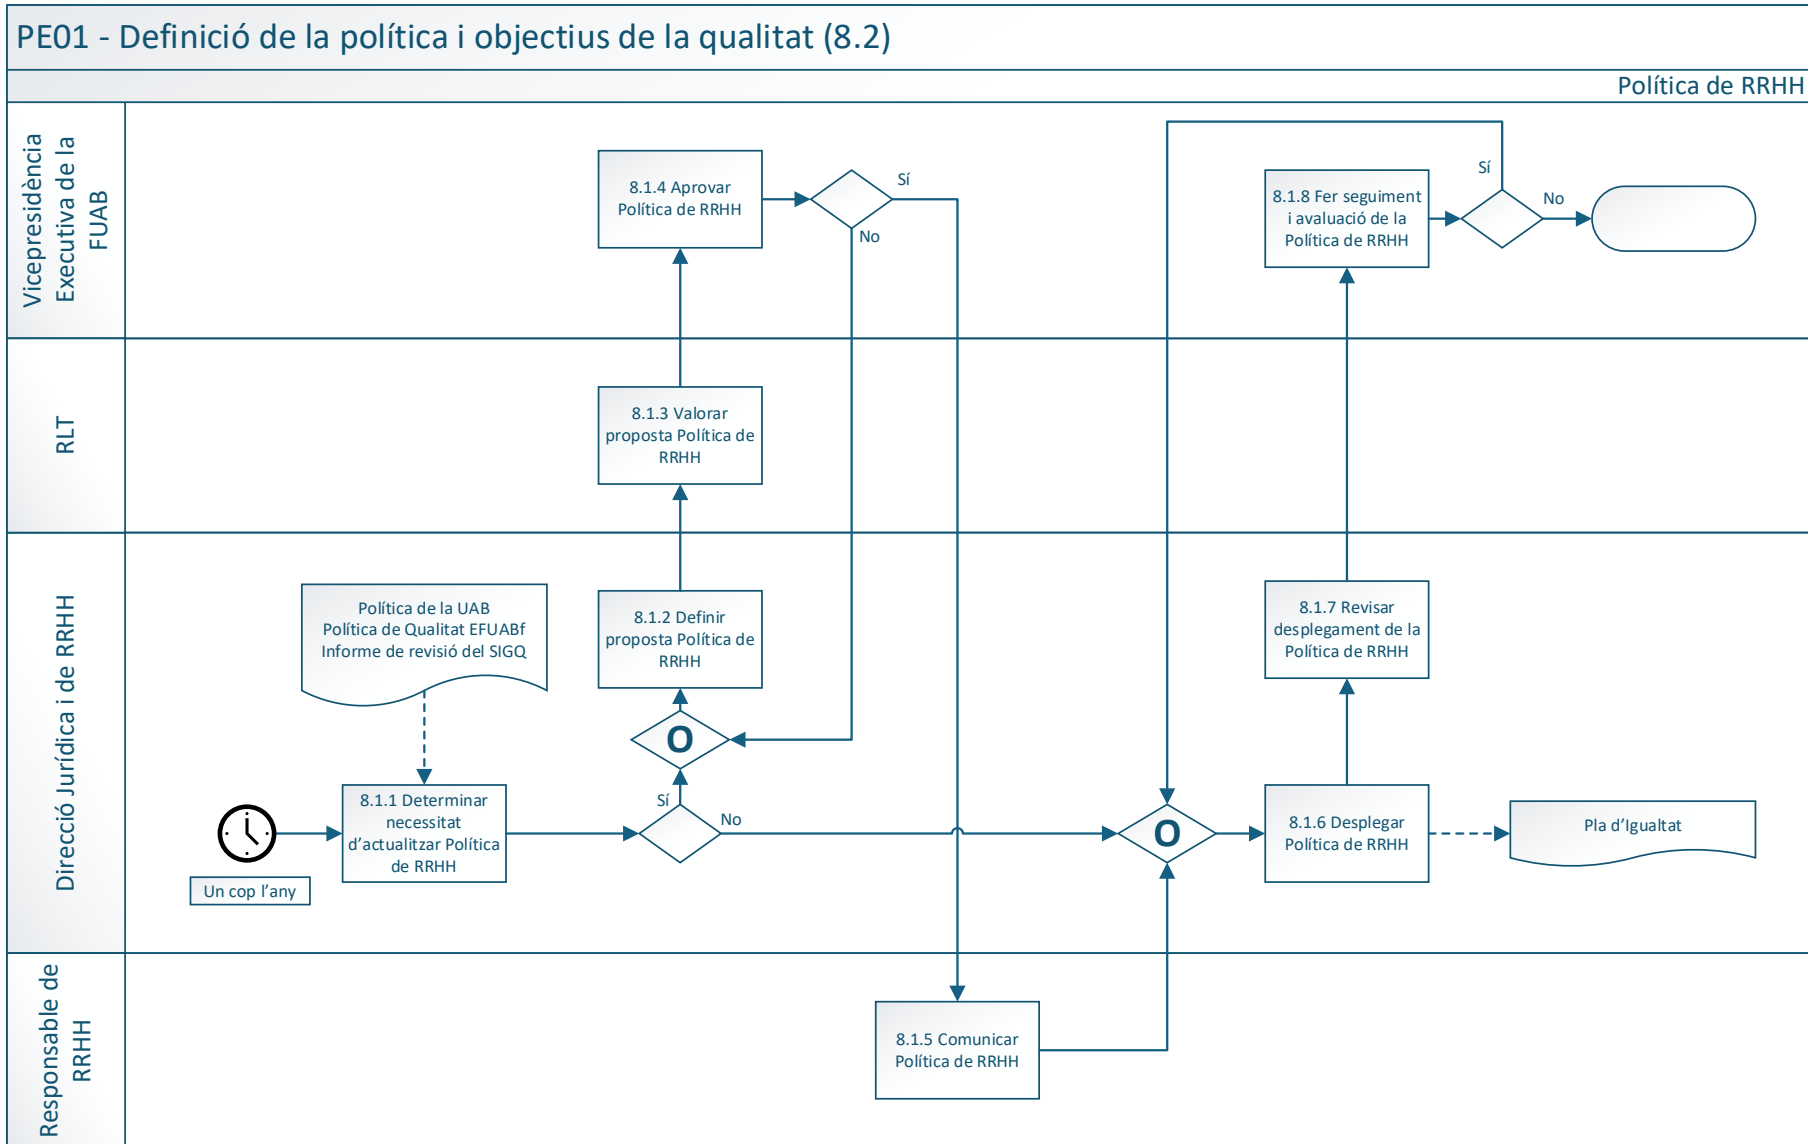 PE01 - Definició de la política i objectius de la qualitat (8.2)
Política de RRHH
Vicepresidència
Executiva de la
FUAB
8.1.4 Aprovar
Política de RRHH
Sí
No
8.1.8 Fer seguiment
i avaluació de la
Política de RRHH
Sí
No
RLT
8.1.3 Valorar
proposta Política de
RRHH
Direcció Jurídica i de RRHH
Política de la UAB
Política de Qualitat EFUABf
Informe de revisió del SIGQ
8.1.2 Definir
proposta Política de
RRHH
8.1.7 Revisar
desplegament de la
Política de RRHH
O
Un cop l’any
8.1.1 Determinar
necessitat
d’actualitzar Política
de RRHH
Sí
No
O
8.1.6 Desplegar
Política de RRHH
Pla d’Igualtat
Responsable de
RRHH
8.1.5 Comunicar
Política de RRHH